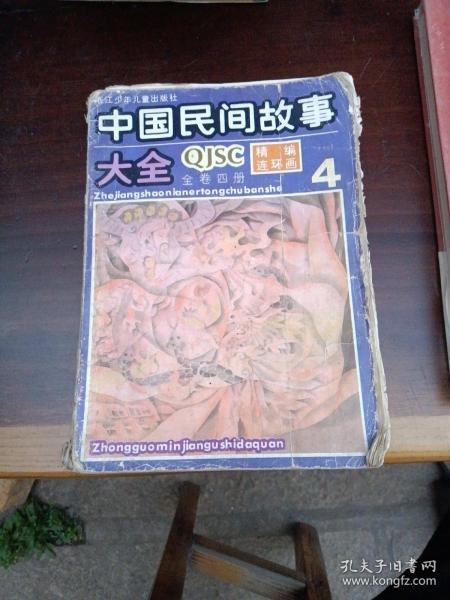 浙江少年儿童出版社
中国民间故事
大全 QJSC 精编
全卷四册 连环画 4
Zhejiangshaonianertongchubanshe
Zhongguominjiangushidaquan
孔夫子旧书网
www.kongfz.com